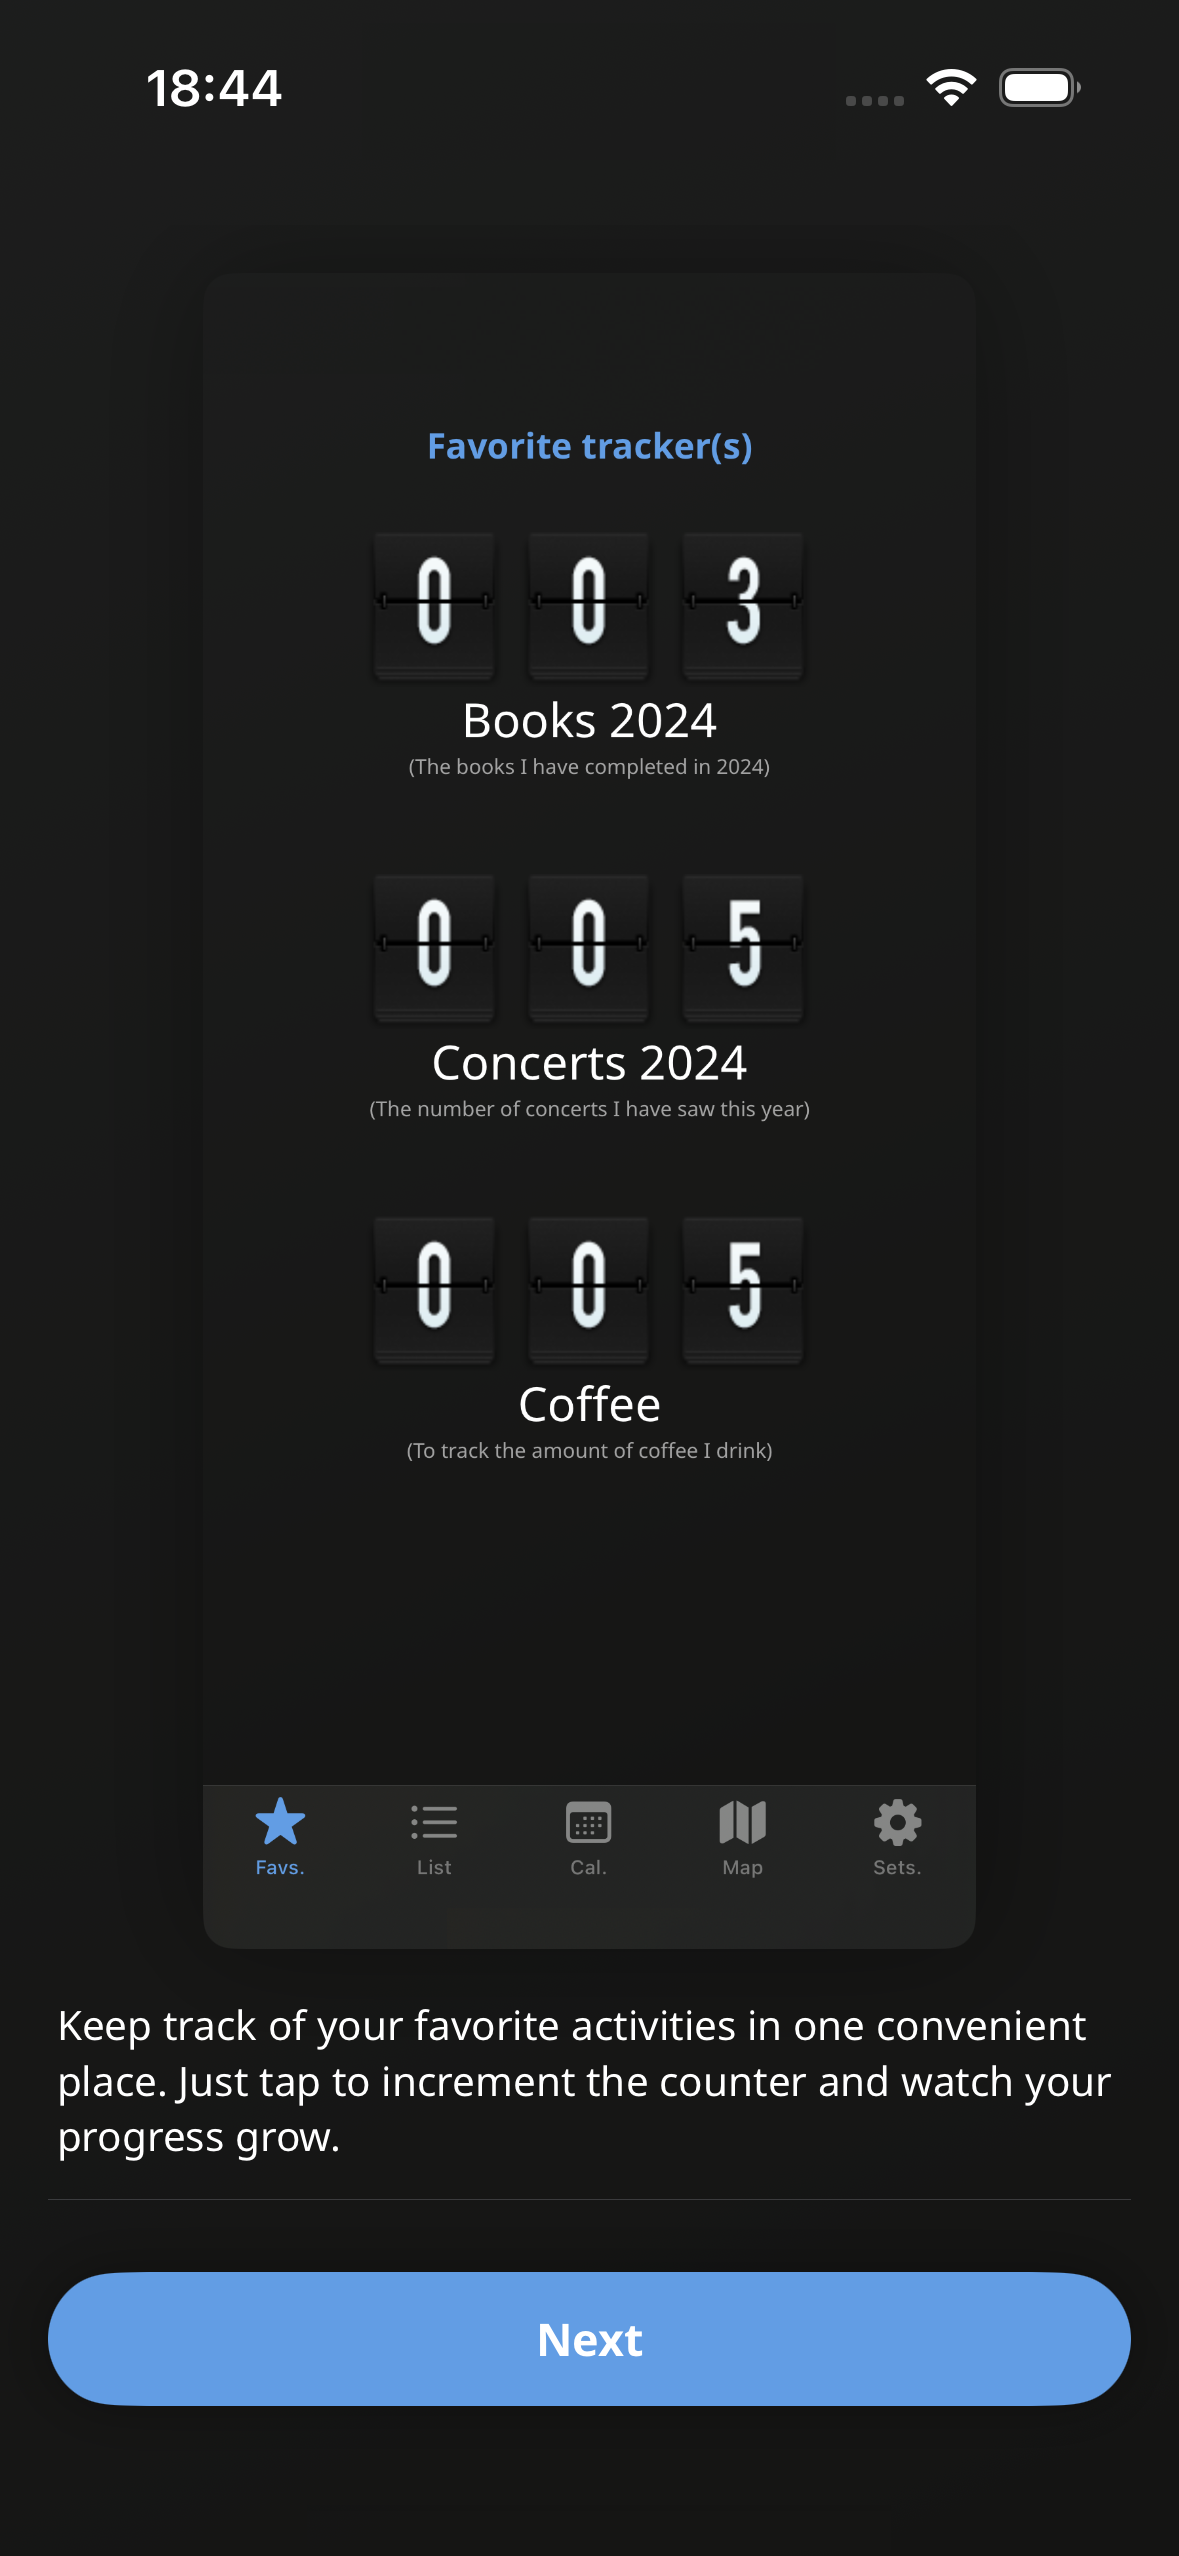 18:44
Favorite tracker(s)
0 0 3
Books 2024
(The books I have completed in 2024)
0 0 5
Concerts 2024
(The number of concerts I have saw this year)
0 0 5
Coffee
(To track the amount of coffee I drink)
Favs. List Cal. Map Sets.
Keep track of your favorite activities in one convenient
place. Just tap to increment the counter and watch your
progress grow.
Next